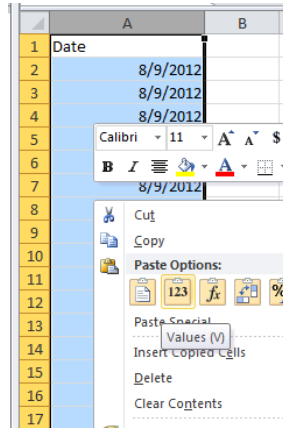 A B
1 Date
2 8/9/2012
3 8/9/2012
4 8/9/2012
5 Calibri 11 A A $
6 B I A
7 8/9/2012
8 Cut
9 Copy
10 Paste Options:
11 123 fx %
12
13 Paste Special
Values (V)
14 Insert Copied Cells
15 Delete
16 Clear Contents
17